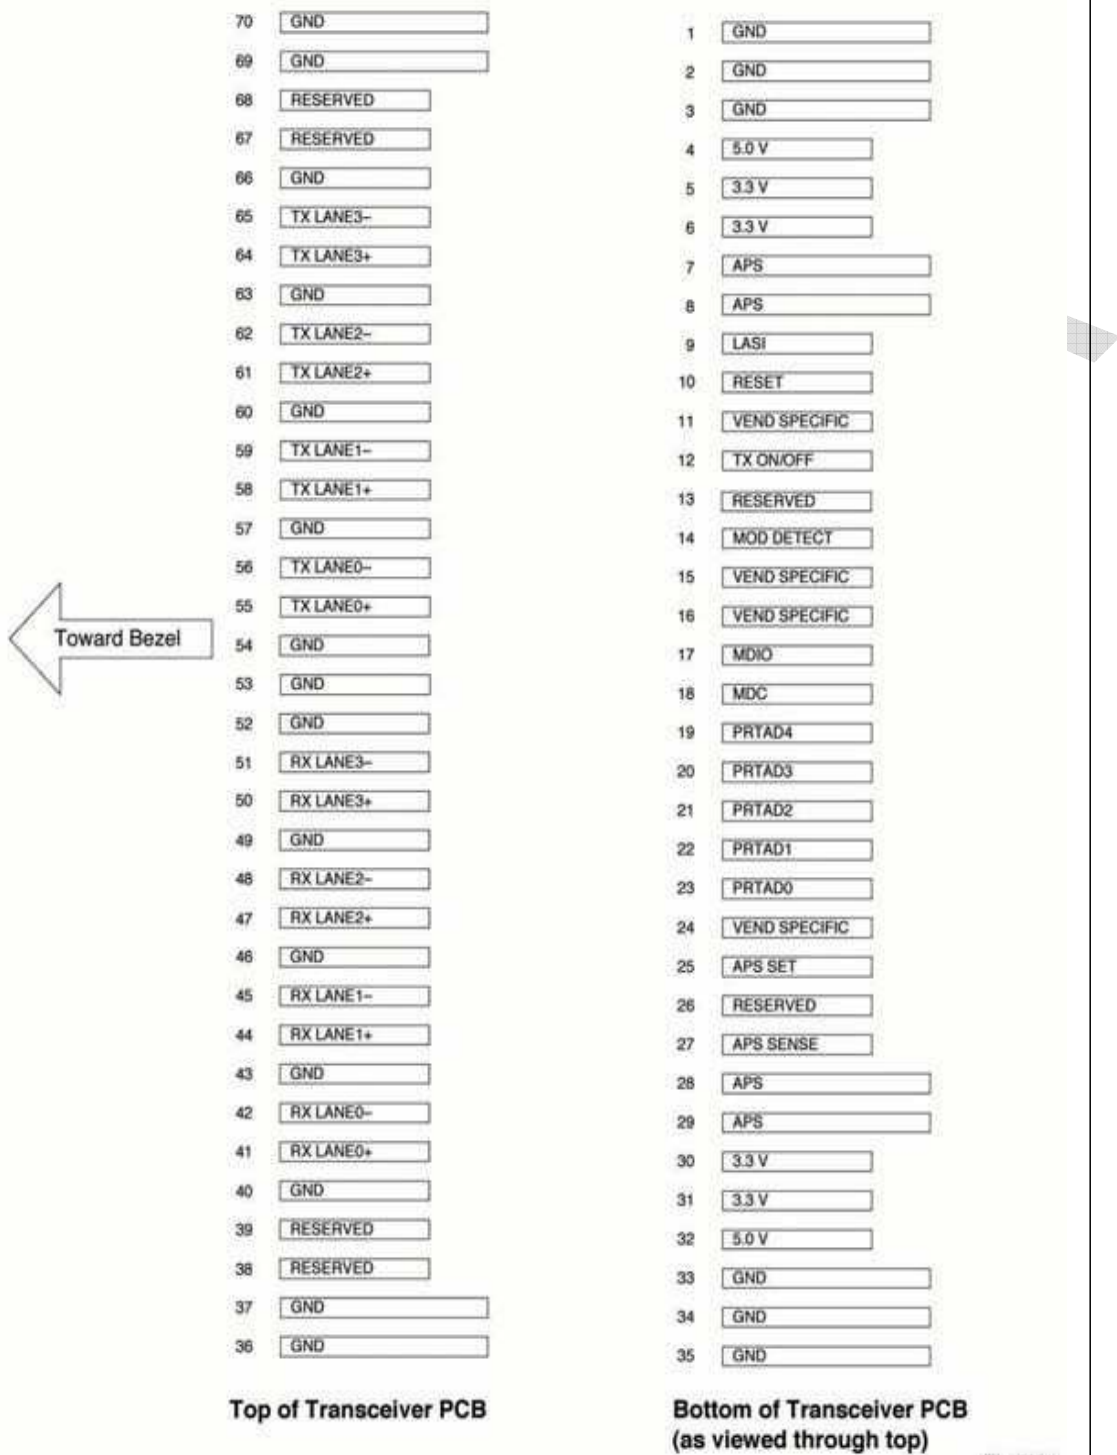 70 GND
69 GND
68 RESERVED
67 RESERVED
66 GND
65 TX LANE3–
64 TX LANE3+
63 GND
62 TX LANE2–
61 TX LANE2+
60 GND
59 TX LANE1–
58 TX LANE1+
57 GND
56 TX LANE0–
55 TX LANE0+
54 GND
53 GND
52 GND
51 RX LANE3–
50 RX LANE3+
49 GND
48 RX LANE2–
47 RX LANE2+
46 GND
45 RX LANE1–
44 RX LANE1+
43 GND
42 RX LANE0–
41 RX LANE0+
40 GND
39 RESERVED
38 RESERVED
37 GND
36 GND
Toward Bezel
Top of Transceiver PCB
1 GND
2 GND
3 GND
4 5.0 V
5 3.3 V
6 3.3 V
7 APS
8 APS
9 LASI
10 RESET
11 VEND SPECIFIC
12 TX ON/OFF
13 RESERVED
14 MOD DETECT
15 VEND SPECIFIC
16 VEND SPECIFIC
17 MDIO
18 MDC
19 PRTAD4
20 PRTAD3
21 PRTAD2
22 PRTAD1
23 PRTAD0
24 VEND SPECIFIC
25 APS SET
26 RESERVED
27 APS SENSE
28 APS
29 APS
30 3.3 V
31 3.3 V
32 5.0 V
33 GND
34 GND
35 GND
Bottom of Transceiver PCB
(as viewed through top)